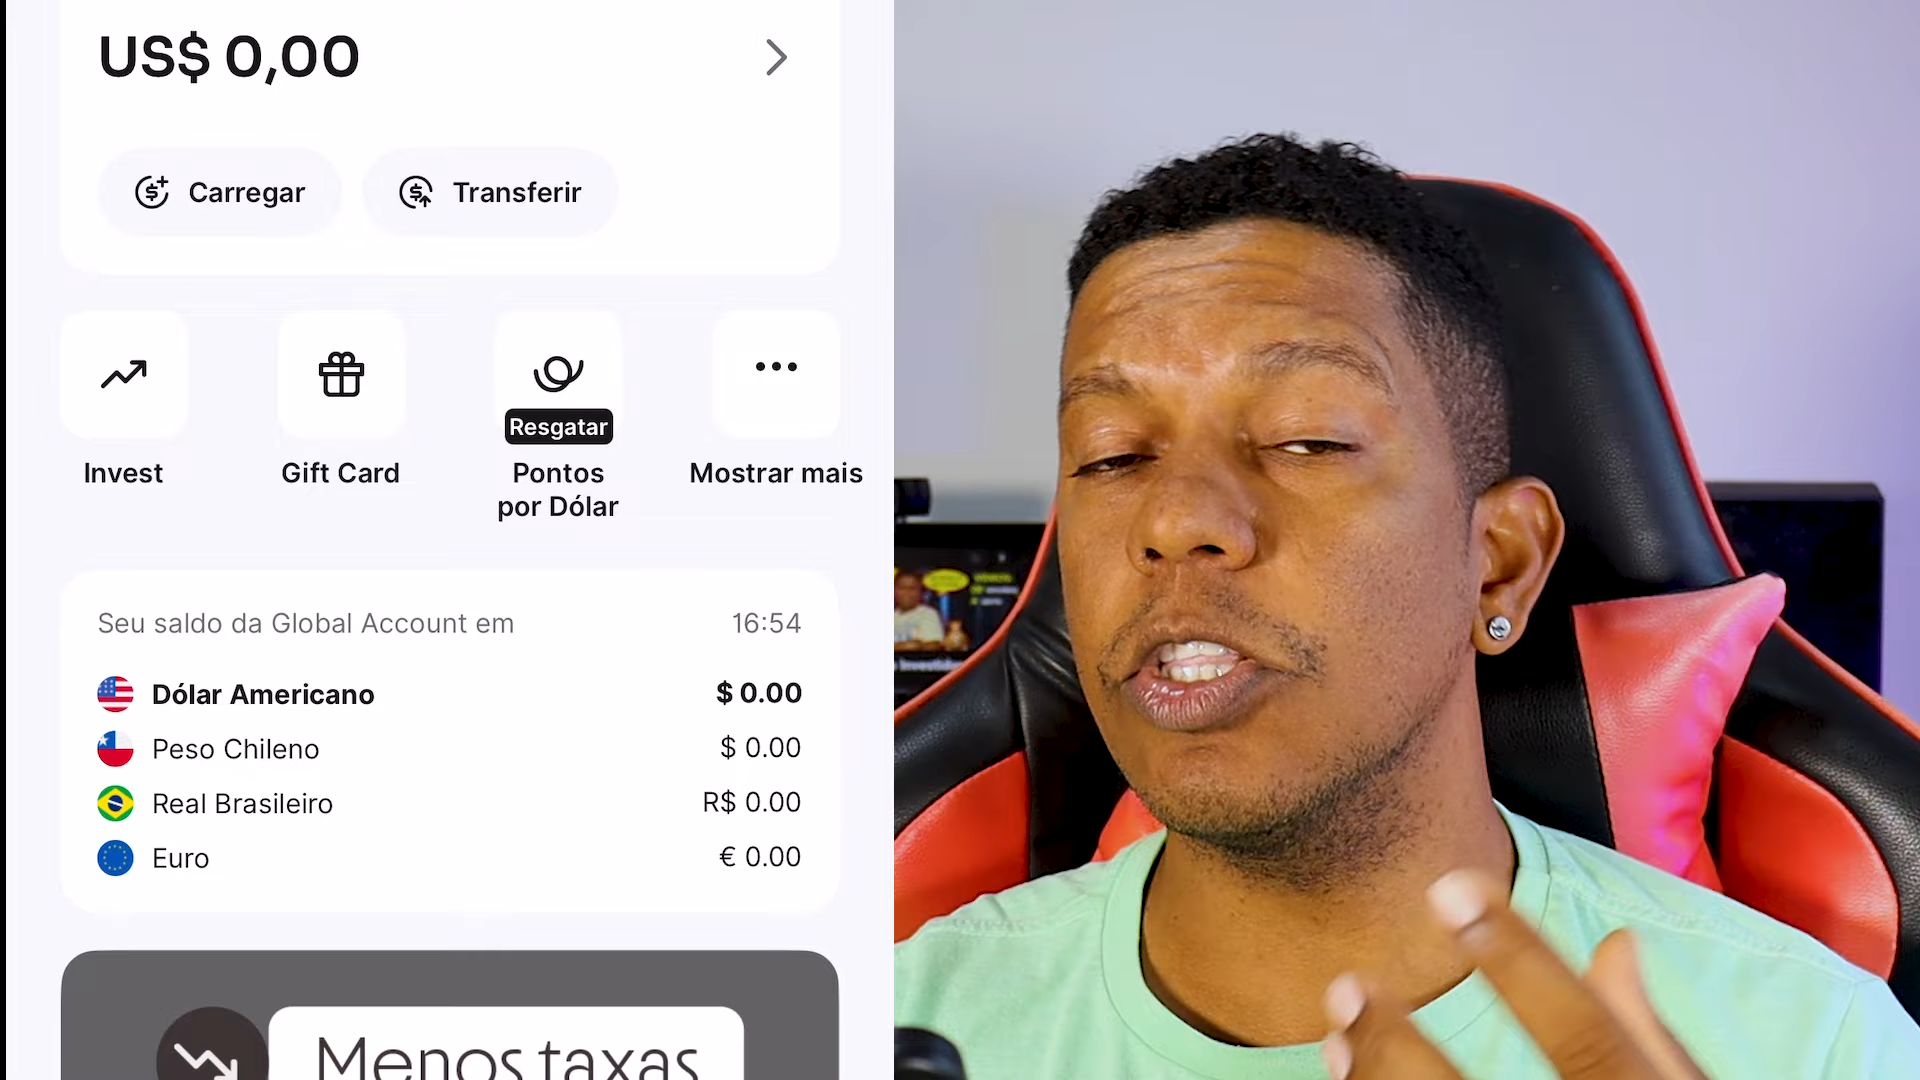 US$ 0,00
Carregar
Transferir
Resgatar
Invest
Gift Card
Pontos
por Dólar
Mostrar mais
Seu saldo da Global Account em
16:54
Dólar Americano
$ 0.00
Peso Chileno
$ 0.00
Real Brasileiro
R$ 0.00
Euro
€ 0.00
Menos taxas